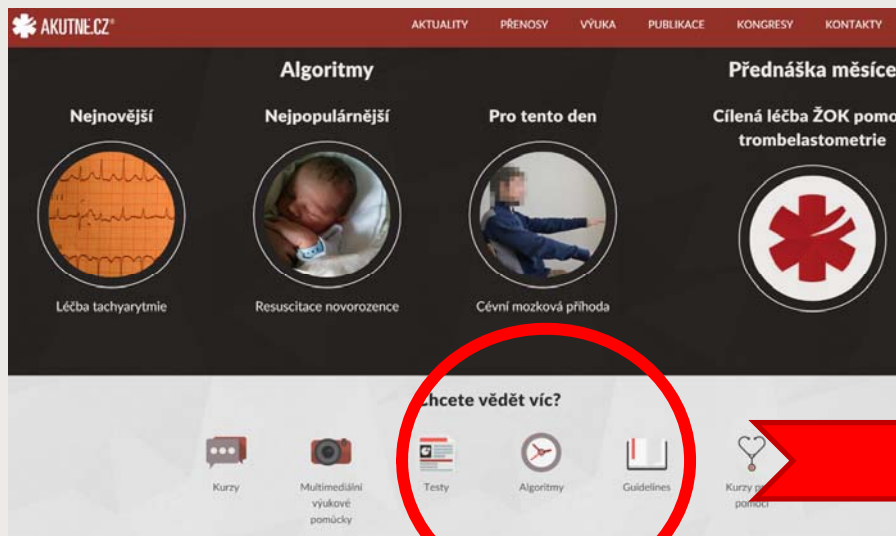 AKUTNE.CZ®
AKTUALITY PŘENOSY VÝUKA PUBLIKACE KONGRESY KONTAKTY
Algoritmy
Přednáška měsíce
Nejnovější
Nejpopulárnější
Pro tento den
Cílená léčba ŽOK pomo
trombelastometrie
Léčba tachyarytmie
Resuscitace novorozence
Cévní mozková příhoda
Chcete vědět víc?
Kurzy
Multimediální
výukové
pomůcky
Testy
Algoritmy
Guidelines
Kurzy
pomoci